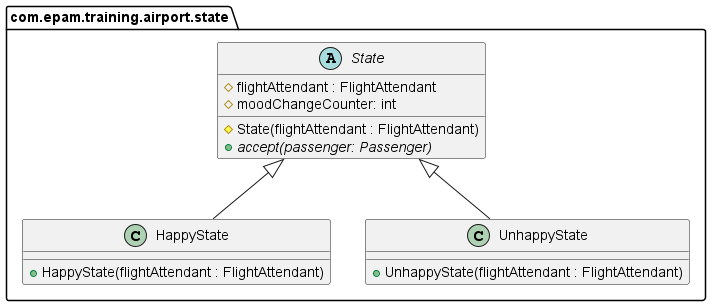 com.epam.training.airport.state
A State
flightAttendant : FlightAttendant
moodChangeCounter: int
State(flightAttendant : FlightAttendant)
accept(passenger: Passenger)
C HappyState
HappyState(flightAttendant : FlightAttendant)
C UnhappyState
UnhappyState(flightAttendant : FlightAttendant)